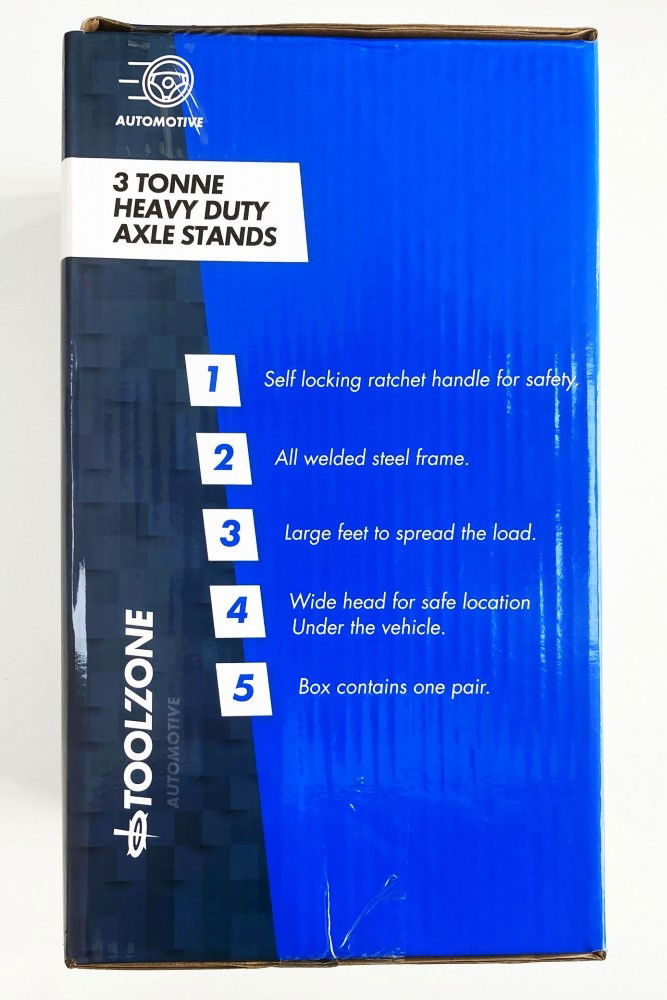 AUTOMOTIVE
3 TONNE
HEAVY DUTY
AXLE STANDS
1 Self locking ratchet handle for safety.
2 All welded steel frame.
3 Large feet to spread the load.
4 Wide head for safe location
Under the vehicle.
5 Box contains one pair.
TOOLZONE
AUTOMOTIVE